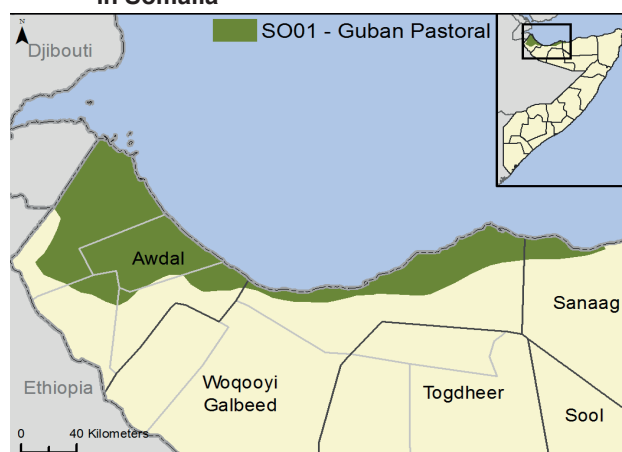 in Somalia
N
SO01 - Guban Pastoral
Djibouti
Awdal
Sanaag
Ethiopia
Woqooyi
Galbeed
Togdheer
Sool
0 40 Kilometers